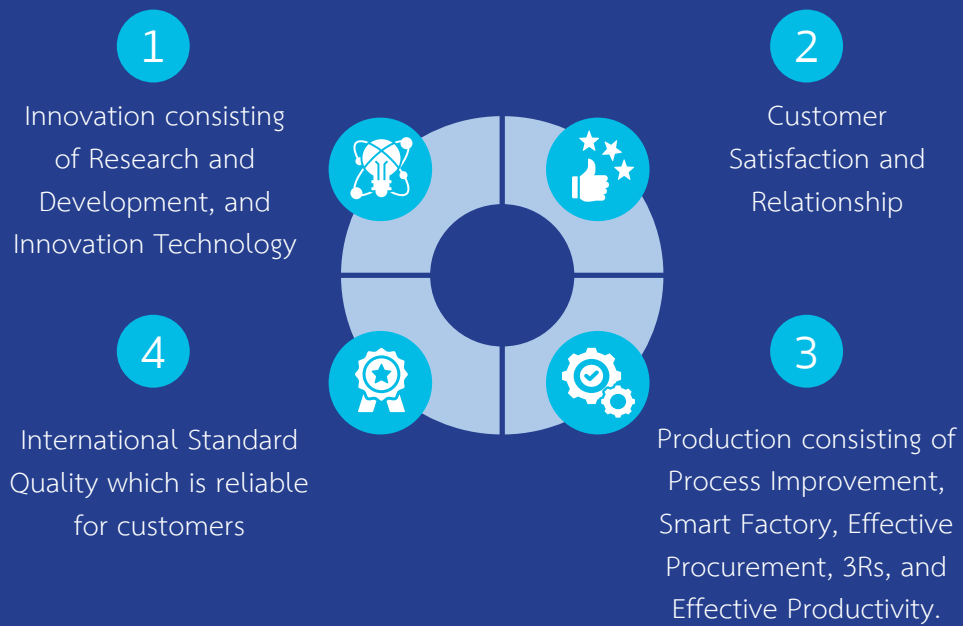 1
Innovation consisting
of Research and
Development, and
Innovation Technology
2
Customer
Satisfaction and
Relationship
3
Production consisting of
Process Improvement,
Smart Factory, Effective
Procurement, 3Rs, and
Effective Productivity.
4
International Standard
Quality which is reliable
for customers